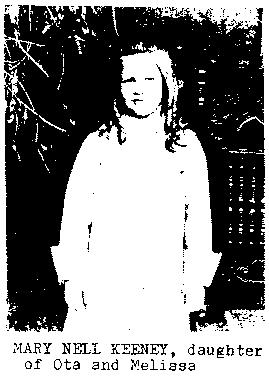 MARY NELL KEENEY, daughter
of Ota and Melissa